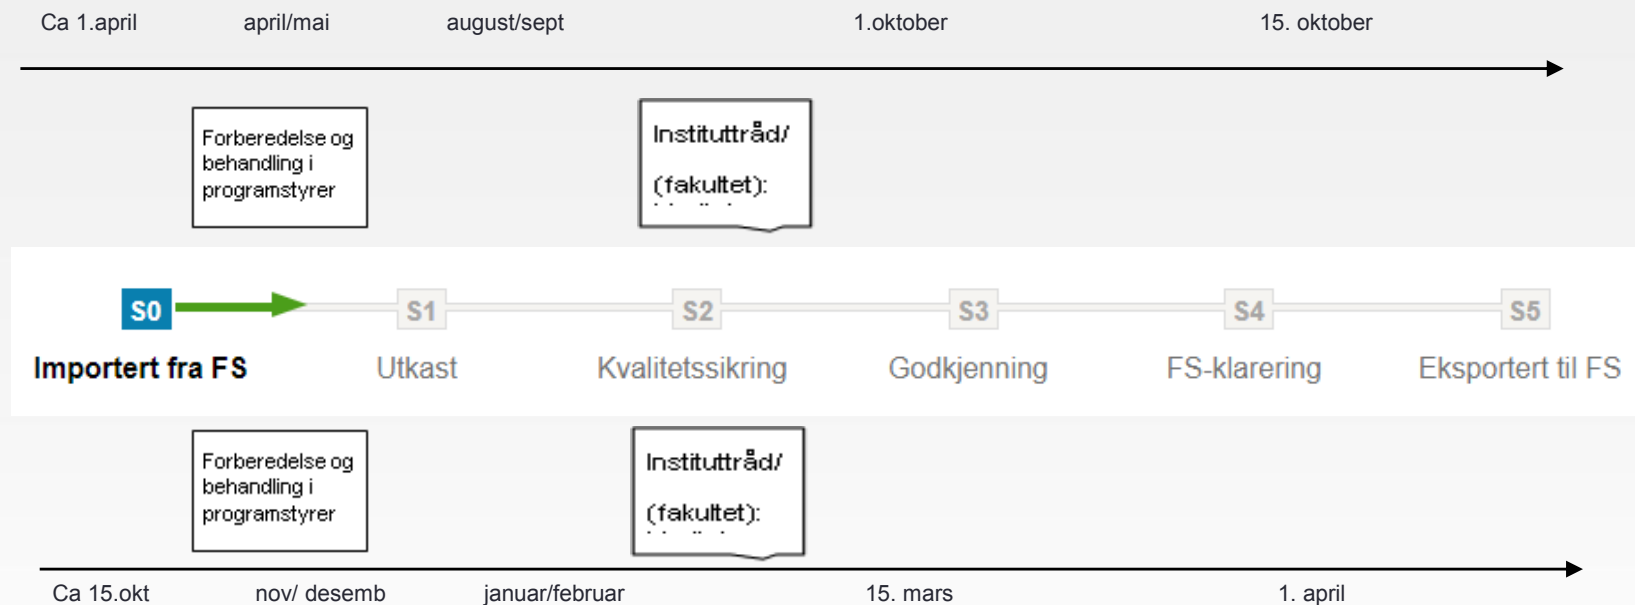 Ca 1.april april/mai august/sept 1.oktober 15. oktober
Forberedelse og
behandling i
programstyrer
Instituttråd/
(fakultet):
S0 S1 S2 S3 S4 S5
Importert fra FS Utkast Kvalitetssikring Godkjenning FS-klarering Eksportert til FS
Forberedelse og
behandling i
programstyrer
Instituttråd/
(fakultet):
Ca 15.okt nov/ desemb januar/februar 15. mars 1. april